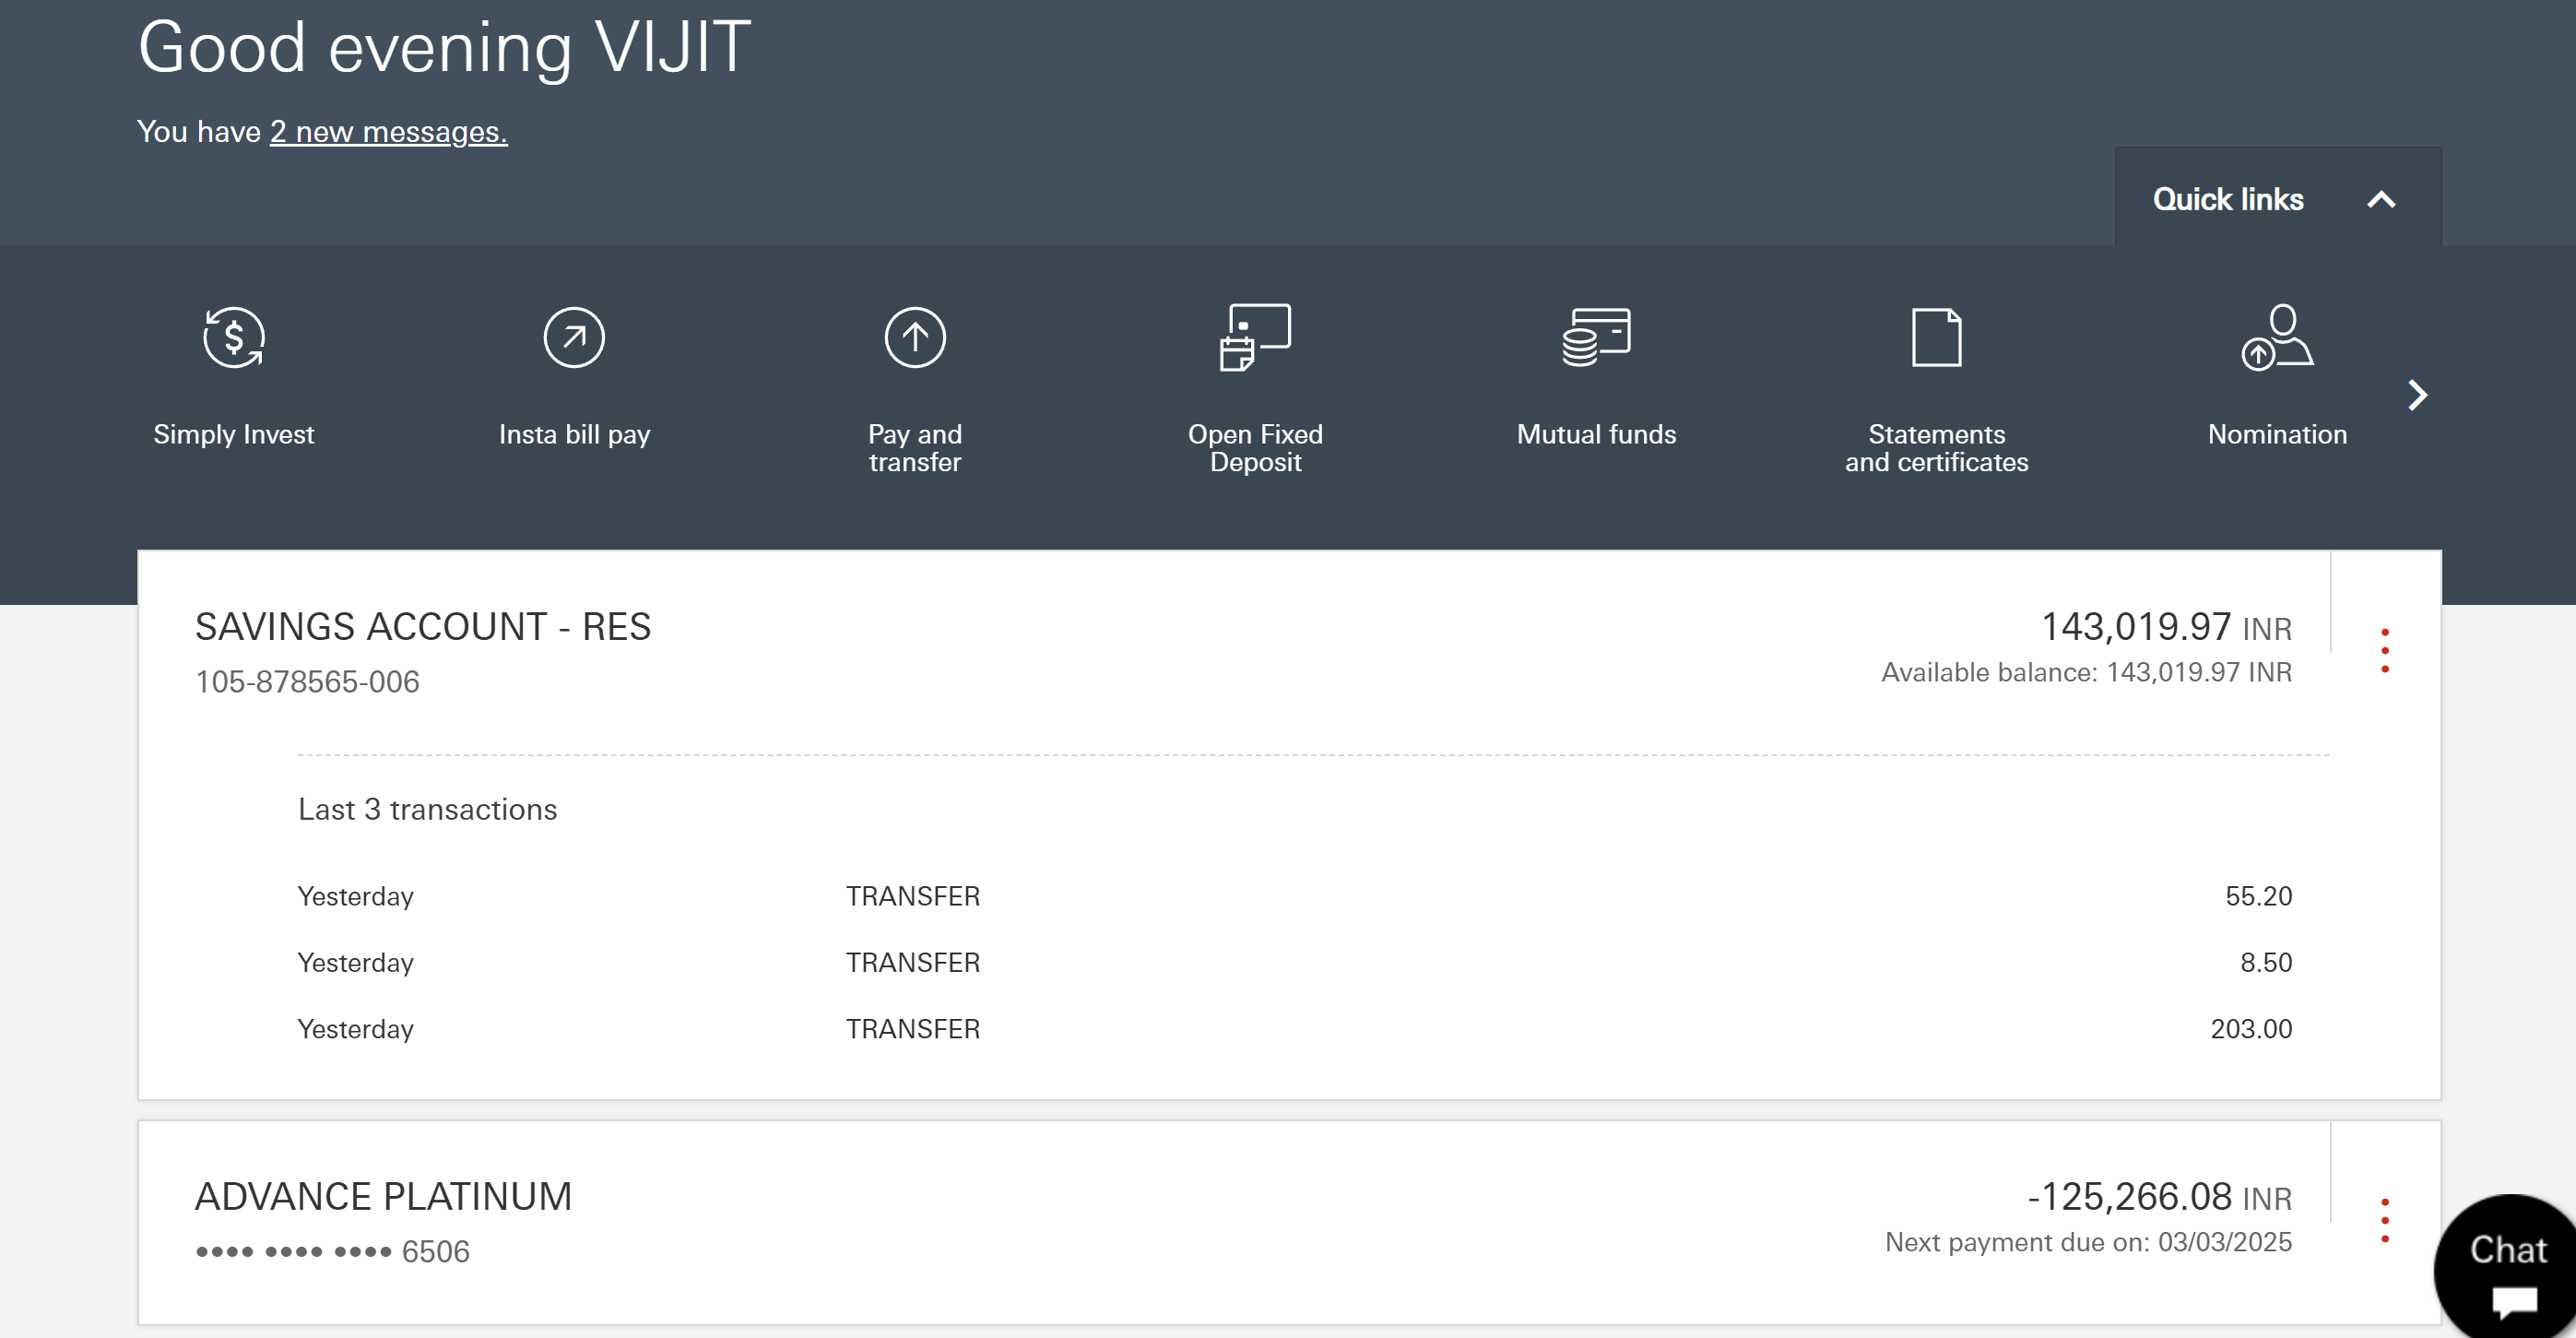 Good evening VIJIT
You have 2 new messages.
Quick links
Simply Invest
Insta bill pay
Pay and
transfer
Open Fixed
Deposit
Mutual funds
Statements
and certificates
Nomination
SAVINGS ACCOUNT - RES
143,019.97 INR
105-878565-006
Available balance: 143,019.97 INR
Last 3 transactions
Yesterday TRANSFER 55.20
Yesterday TRANSFER 8.50
Yesterday TRANSFER 203.00
ADVANCE PLATINUM
-125,266.08 INR
•••• •••• •••• 6506
Next payment due on: 03/03/2025
Chat